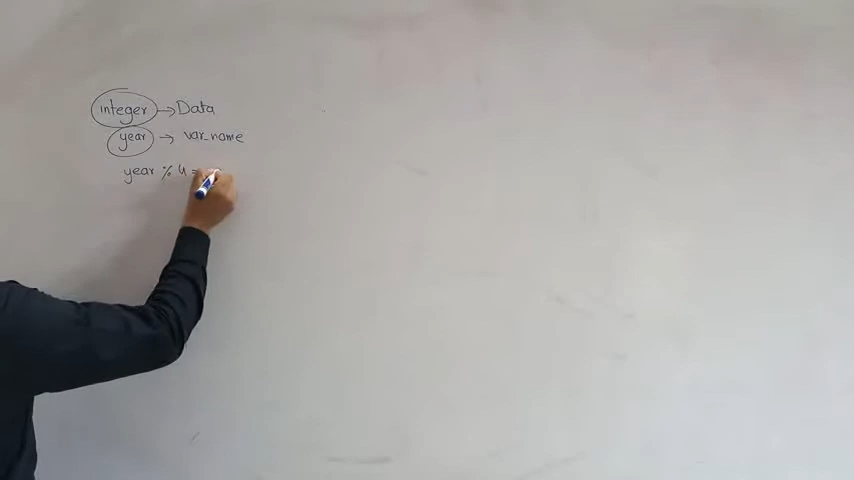 integer → Data
year → var_name
year % 4 =